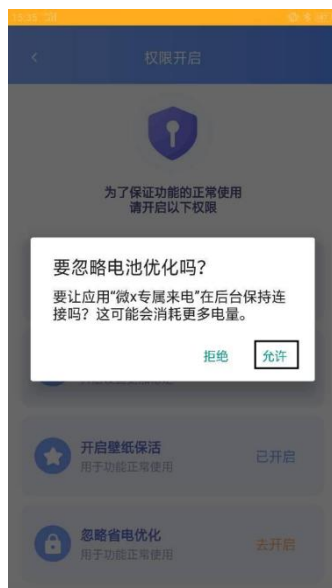 权限开启
为了保证功能的正常使用
请开启以下权限
要忽略电池优化吗？
要让应用“微x专属来电”在后台保持连
接吗？这可能会消耗更多电量。
拒绝 允许
开启壁纸保活
用于功能正常使用
已开启
忽略省电优化
用于功能正常使用
去开启